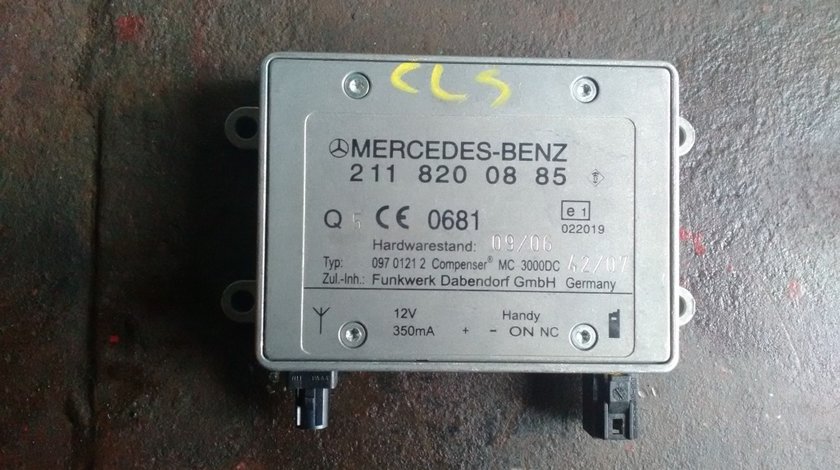 CLS
MERCEDES-BENZ
211 820 08 85
Q 5 CE 0681 e1
022019
Hardwarestand: 09/06
Typ: 097 0121 2 Compenser® MC 3000DC 42/07
Zul.-Inh.: Funkwerk Dabendorf GmbH Germany
12V Handy
350mA + - ON NC